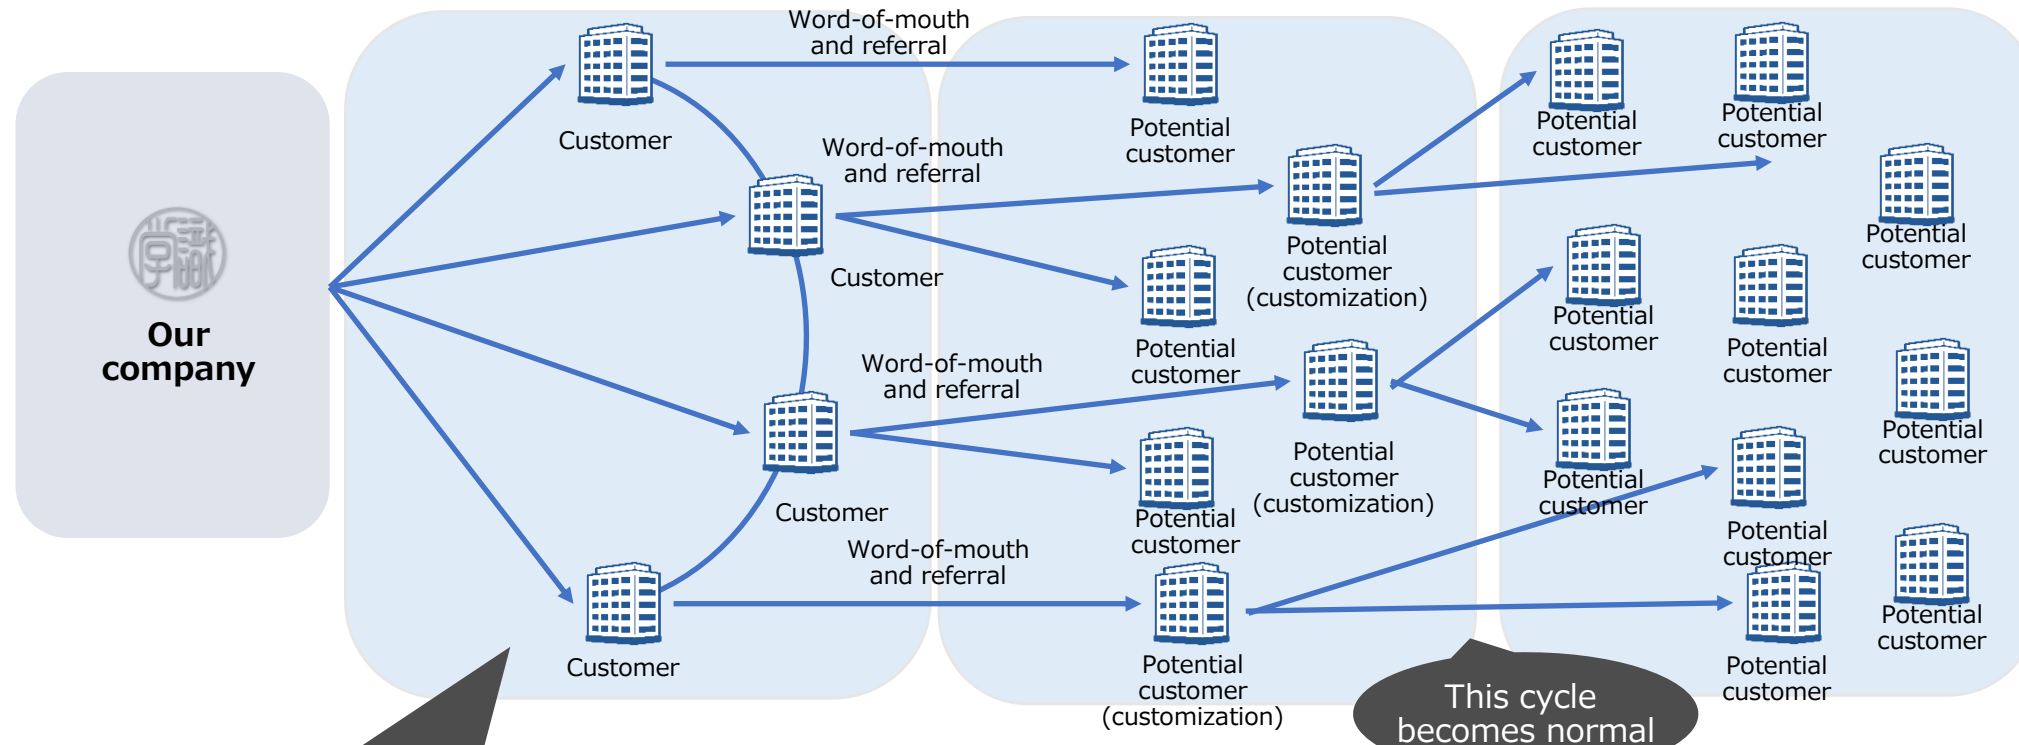 学識
Our
company
Customer
Customer
Customer
Customer
Word-of-mouth
and referral
Word-of-mouth
and referral
Word-of-mouth
and referral
Word-of-mouth
and referral
Potential
customer
Potential
customer
(customization)
Potential
customer
Potential
customer
(customization)
Potential
customer
Potential
customer
(customization)
Potential
customer
Potential
customer
Potential
customer
Potential
customer
Potential
customer
Potential
customer
Potential
customer
Potential
customer
Potential
customer
Potential
customer
This cycle
becomes normal